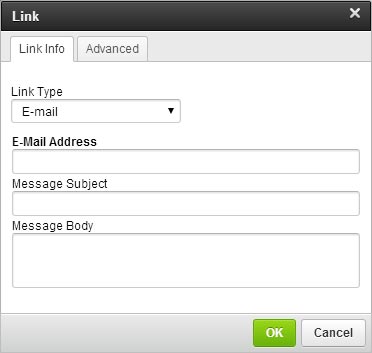 Link
Link Info Advanced
Link Type
E-mail
E-Mail Address
Message Subject
Message Body
OK Cancel